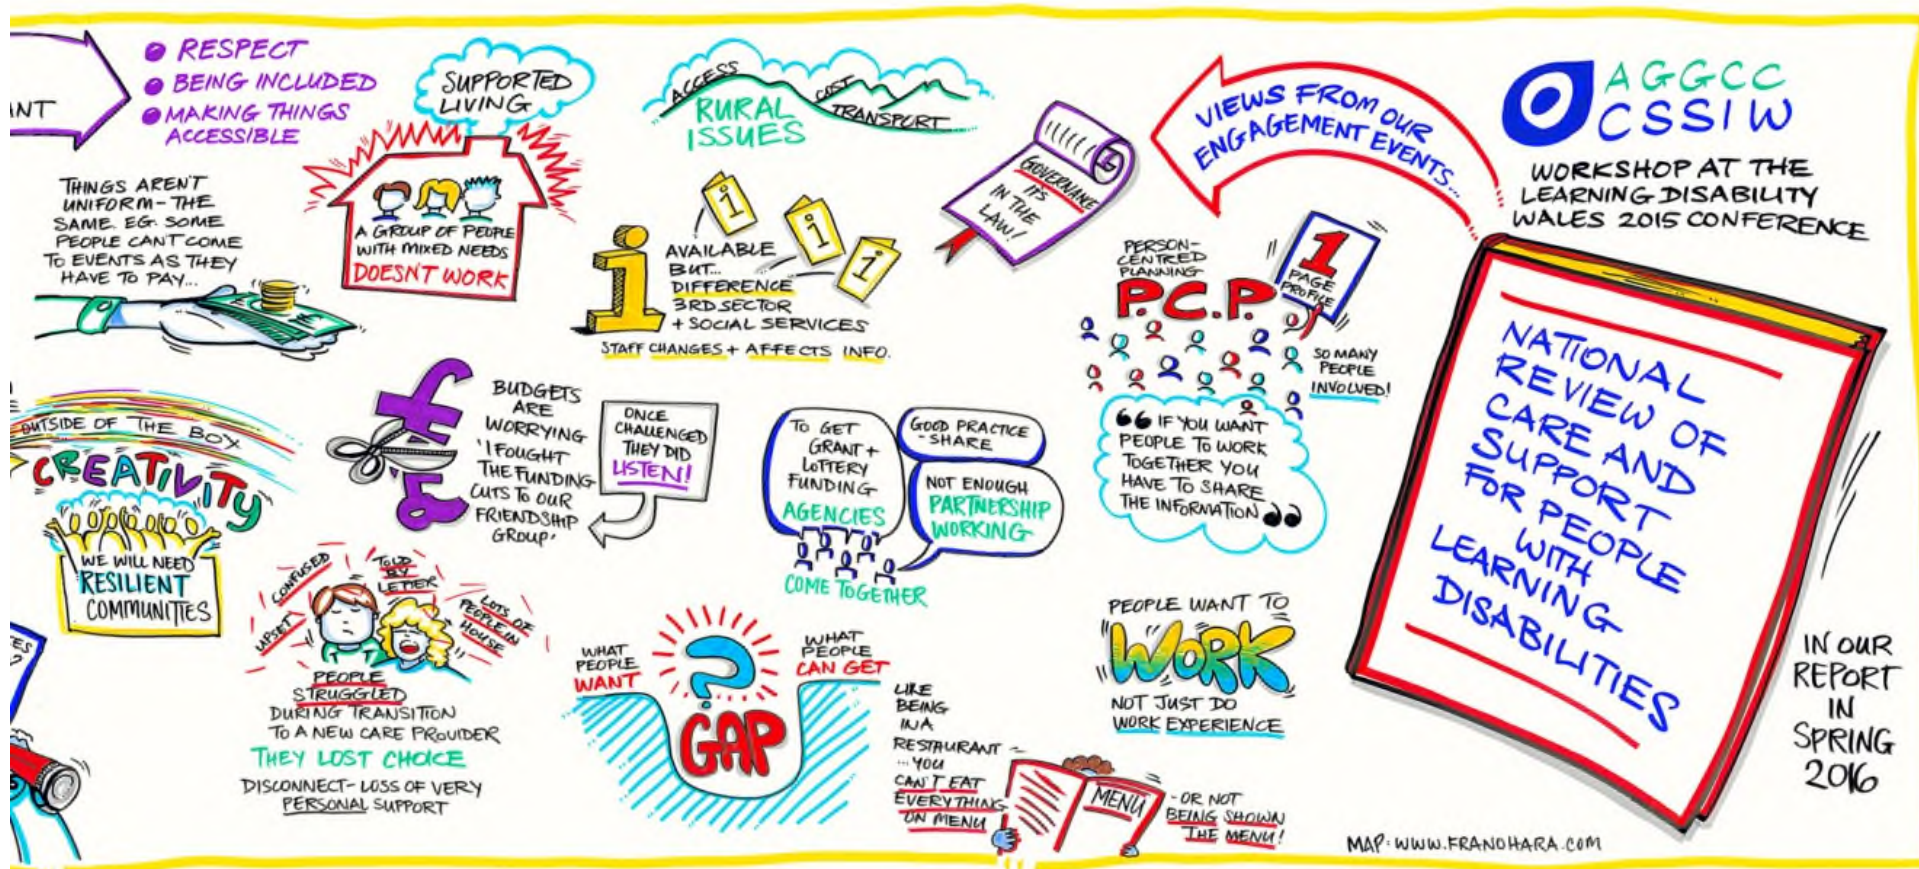 ANT
RESPECT
BEING INCLUDED
MAKING THINGS
ACCESSIBLE
THINGS AREN'T
UNIFORM - THE
SAME. EG. SOME
PEOPLE CAN'T COME
TO EVENTS AS THEY
HAVE TO PAY...
SUPPORTED
LIVING
A GROUP OF PEOPLE
WITH MIXED NEEDS
DOESN'T WORK
ACCESS
COST
TRANSPORT
RURAL
ISSUES
i
i
i
i
AVAILABLE
BUT...
DIFFERENCE
3RD SECTOR
+ SOCIAL SERVICES
STAFF CHANGES + AFFECTS INFO.
GOVERNANCE
IT'S
IN THE
LAW!
VIEWS FROM OUR
ENGAGEMENT EVENTS...
AGGCC
CSSIW
WORKSHOP AT THE
LEARNING DISABILITY
WALES 2015 CONFERENCE
PERSON-
CENTRED
PLANNING
P.C.P.
1
PAGE
PROFILE
SO MANY
PEOPLE
INVOLVED!
“ IF YOU WANT
PEOPLE TO WORK
TOGETHER YOU
HAVE TO SHARE
THE INFORMATION ”
NATIONAL
REVIEW OF
CARE AND
SUPPORT
FOR PEOPLE
WITH
LEARNING
DISABILITIES
IN OUR
REPORT
IN
SPRING
2016
OUTSIDE OF THE BOX
CREATIVITY
WE WILL NEED
RESILIENT
COMMUNITIES
£
BUDGETS
ARE
WORRYING
'I FOUGHT
THE FUNDING
CUTS TO OUR
FRIENDSHIP
GROUP.'
ONCE
CHALLENGED
THEY DID
LISTEN!
TO GET
GRANT +
LOTTERY
FUNDING
AGENCIES
COME TOGETHER
GOOD PRACTICE
- SHARE
NOT ENOUGH
PARTNERSHIP
WORKING
UPSET
CONFUSED
TOLD
BY
LETTER
LOTS OF
PEOPLE IN
HOUSE
PEOPLE
STRUGGLED
DURING TRANSITION
TO A NEW CARE PROVIDER
THEY LOST CHOICE
DISCONNECT - LOSS OF VERY
PERSONAL SUPPORT
WHAT
PEOPLE
WANT
?
GAP
WHAT
PEOPLE
CAN GET
LIKE
BEING
IN A
RESTAURANT -
... YOU
CAN'T EAT
EVERYTHING
ON MENU
MENU
- OR NOT
BEING SHOWN
THE MENU!
PEOPLE WANT TO
WORK
NOT JUST DO
WORK EXPERIENCE
MAP: WWW.FRANOHARA.COM